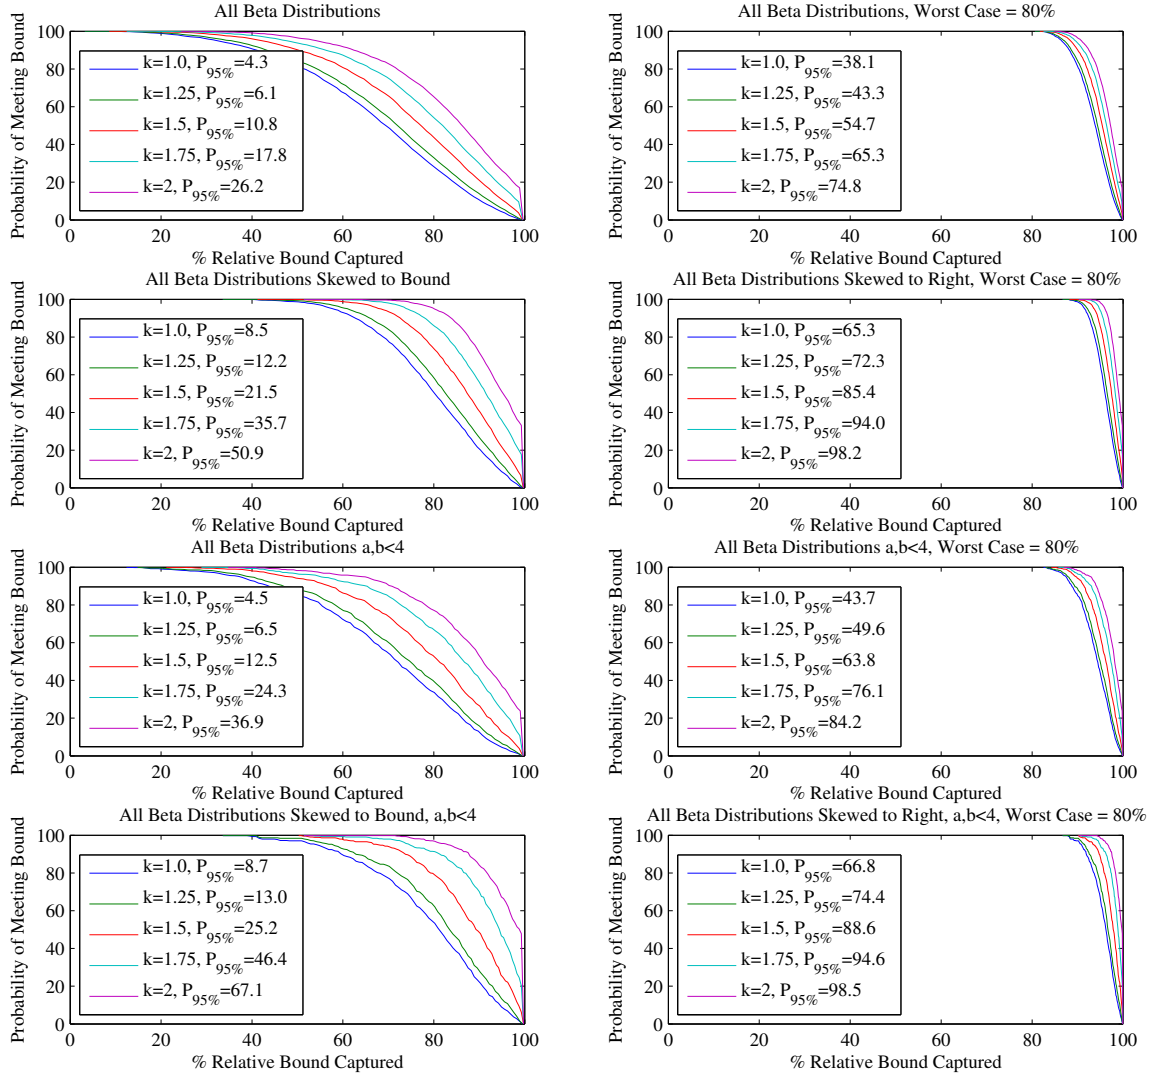 All Beta Distributions
Probability of Meeting Bound
100
80
60
40
20
0
k=1.0, P95%=4.3
k=1.25, P95%=6.1
k=1.5, P95%=10.8
k=1.75, P95%=17.8
k=2, P95%=26.2
0 20 40 60 80 100
% Relative Bound Captured
All Beta Distributions, Worst Case = 80%
Probability of Meeting Bound
100
80
60
40
20
0
k=1.0, P95%=38.1
k=1.25, P95%=43.3
k=1.5, P95%=54.7
k=1.75, P95%=65.3
k=2, P95%=74.8
0 20 40 60 80 100
% Relative Bound Captured
All Beta Distributions Skewed to Bound
Probability of Meeting Bound
100
80
60
40
20
0
k=1.0, P95%=8.5
k=1.25, P95%=12.2
k=1.5, P95%=21.5
k=1.75, P95%=35.7
k=2, P95%=50.9
0 20 40 60 80 100
% Relative Bound Captured
All Beta Distributions Skewed to Right, Worst Case = 80%
Probability of Meeting Bound
100
80
60
40
20
0
k=1.0, P95%=65.3
k=1.25, P95%=72.3
k=1.5, P95%=85.4
k=1.75, P95%=94.0
k=2, P95%=98.2
0 20 40 60 80 100
% Relative Bound Captured
All Beta Distributions a,b<4
Probability of Meeting Bound
100
80
60
40
20
0
k=1.0, P95%=4.5
k=1.25, P95%=6.5
k=1.5, P95%=12.5
k=1.75, P95%=24.3
k=2, P95%=36.9
0 20 40 60 80 100
% Relative Bound Captured
All Beta Distributions a,b<4, Worst Case = 80%
Probability of Meeting Bound
100
80
60
40
20
0
k=1.0, P95%=43.7
k=1.25, P95%=49.6
k=1.5, P95%=63.8
k=1.75, P95%=76.1
k=2, P95%=84.2
0 20 40 60 80 100
% Relative Bound Captured
All Beta Distributions Skewed to Bound, a,b<4
Probability of Meeting Bound
100
80
60
40
20
0
k=1.0, P95%=8.7
k=1.25, P95%=13.0
k=1.5, P95%=25.2
k=1.75, P95%=46.4
k=2, P95%=67.1
0 20 40 60 80 100
% Relative Bound Captured
All Beta Distributions Skewed to Right, a,b<4, Worst Case = 80%
Probability of Meeting Bound
100
80
60
40
20
0
k=1.0, P95%=66.8
k=1.25, P95%=74.4
k=1.5, P95%=88.6
k=1.75, P95%=94.6
k=2, P95%=98.5
0 20 40 60 80 100
% Relative Bound Captured